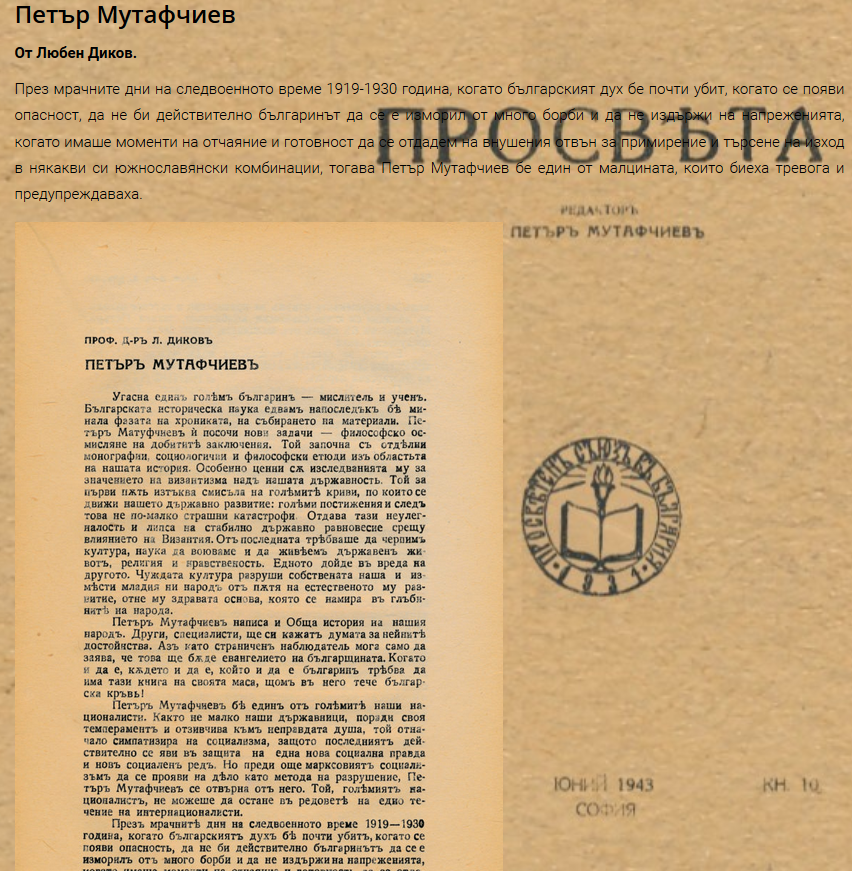 Петър Мутафчиев
От Любен Диков.
През мрачните дни на следвоенното време 1919-1930 година, когато българският дух бе почти убит, когато се появи
опасност, да не би действително българинът да се е изморил от много борби и да не издържи на напреженията,
когато имаше моменти на отчаяние и готовност да се отдадем на внушения отвън за примирение и търсене на изход
в някакви си южнославянски комбинации, тогава Петър Мутафчиев бе един от малцината, които биеха тревога и
предупреждаваха.
ПРОСВѢТА
РЕДАКТОРЪ
ПЕТЪРЪ МУТАФЧИЕВЪ
ПРОФ. Д-РЪ Л. ДИКОВЪ
ПЕТЪРЪ МУТАФЧИЕВЪ
Угасна единъ голѣмъ българинъ — мислитель и ученъ.
Българската историческа наука едвамъ напоследъкъ бѣ ми-
нала фазата на хрониката, на събирането на материали. Пе-
търъ Матуфчиевъ ѝ посочи нови задачи — философско ос-
мисляне на добититѣ заключения. Той започна съ отдѣлни
монографии, социологични и философски етюди изъ областьта
на нашата история. Особенно ценни сѫ изследванията му за
значението на византизма надъ нашата държавность. Той за
първи пѫть изтъква смисъла на голѣмитѣ криви, по които се
движи нашето държавно развитие: голѣми постижения и следъ
това не по-малко страшни катастрофи. Отдава тази неулег-
налость и липса на стабилно държавно равновесие срещу
влиянието на Византия. Отъ последната трѣбваше да черпимъ
култура, наука да воюваме и да живѣемъ държавенъ жи-
вотъ, религия и нравственость. Едното дойде въ вреда на
другото. Чуждата култура разруши собствената наша и из-
мѣсти младия ни народъ отъ пѫтя на естественото му раз-
витие, отне му здравата основа, която се намира въ глъби-
нитѣ на народа.
Петъръ Мутафчиевъ написа и Обща история на нашия
народъ. Други, специалисти, ще си кажатъ думата за нейнитѣ
достойнства. Азъ като страниченъ наблюдатель мога само да
заява, че това ще бѫде евангелието на българщината. Когато
и да е, кѫдето и да е, който и да е българинъ трѣбва да
има тази книга на своята маса, щомъ въ него тече българ-
ска кръвь!
Петъръ Мутафчиевъ бѣ единъ отъ голѣмитѣ наши на-
ционалисти. Както не малко наши държавници, поради своя
темпераментъ и отзивчива къмъ неправдата душа, той отна-
чало симпатизира на социализма, защото последниятъ дей-
ствително се яви въ защита на една нова социална правда
и новъ социаленъ редъ. Но преди още марксовиятъ социали-
зъмъ да се прояви на дѣло като метода на разрушение, Пе-
търъ Мутафчиевъ се отвърна отъ него. Той, голѣмиятъ на-
ционалистъ, не можеше да остане въ редоветѣ на едно те-
чение на интернационалисти.
Презъ мрачнитѣ дни на следвоенното време 1919—1930
година, когато българскиятъ духъ бѣ почти убитъ, когато се
появи опасность, да не би действително българинътъ да се е
изморилъ отъ много борби и да не издържи на напреженията,
ПРОСВѢТЕНЪ СЪЮЗЪ ВЪ БЪЛГАРИЯ
1931
ЮНИЙ 1943
КН. 10
СОФИЯ